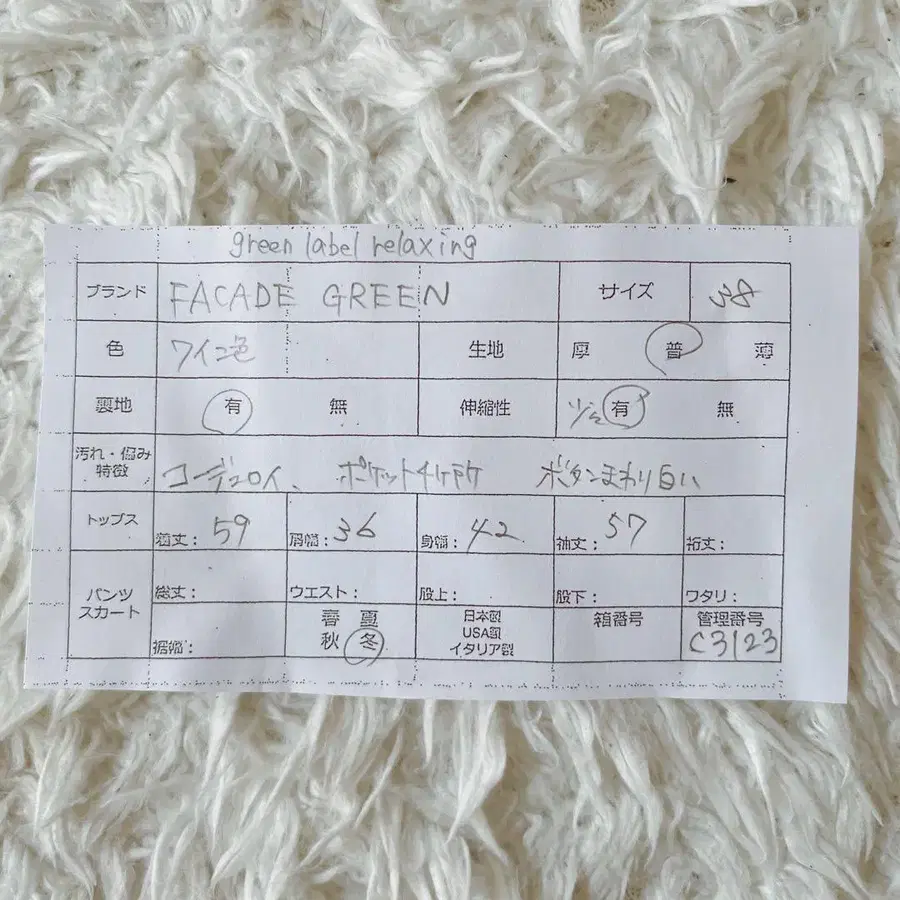 green label relaxing
ブランド FACADE GREEN サイズ 38
色 ワイン色 生地 厚 普 薄
裏地 有 無 伸縮性 少シ 有 無
汚れ・傷み 特徴 コーデュロイ、 ポケット4ケ所 ボタンまわり白い
トップス 着丈: 59 肩幅: 36 身幅: 42 袖丈: 57 裄丈:
パンツ スカート 総丈: ウエスト: 股上: 股下: ワタリ:
裾幅: 春 夏 秋 冬 日本製 USA製 イタリア製 箱番号 管理番号 C3123